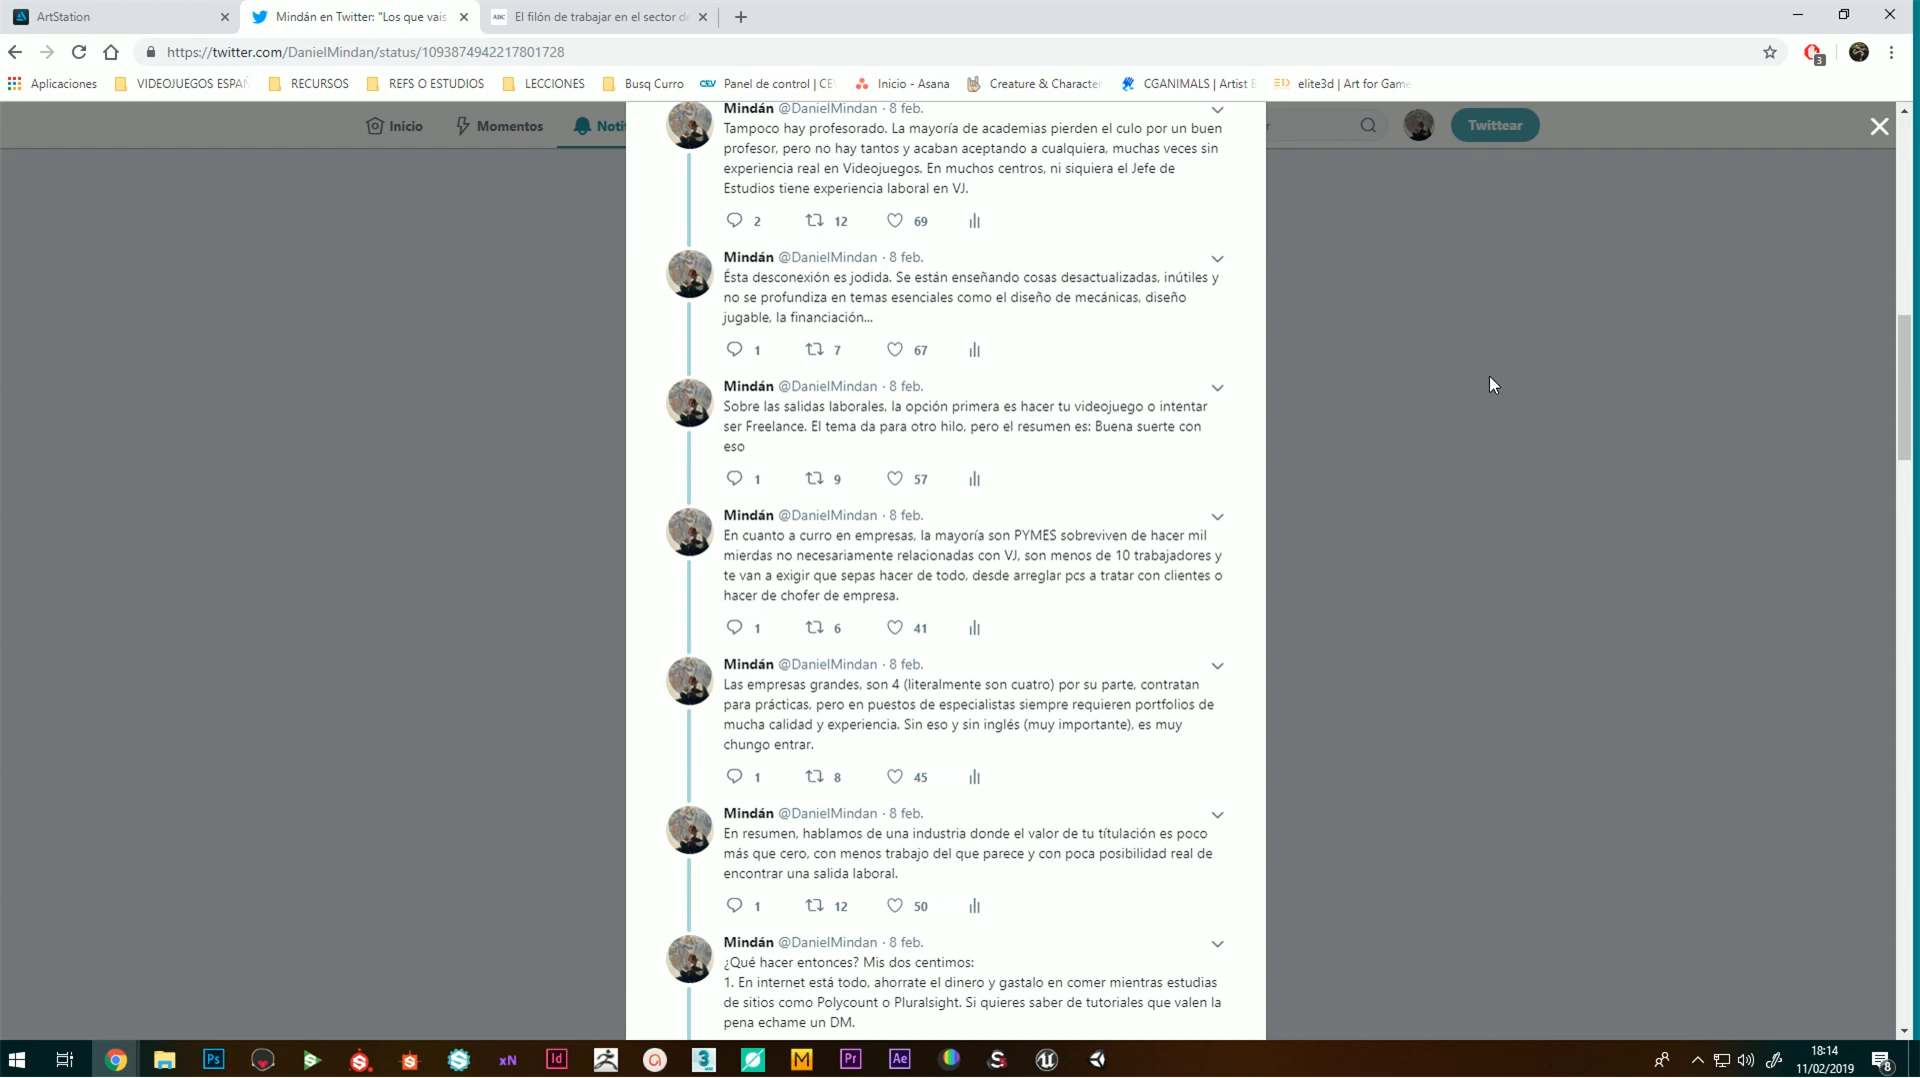 ArtStation
Mindán en Twitter: "Los que vais
El filón de trabajar en el sector de
https://twitter.com/DanielMindan/status/1093874942217801728
3
Aplicaciones
VIDEOJUEGOS ESPAÑ
RECURSOS
REFS O ESTUDIOS
LECCIONES
Busq Curro
CEV
Panel de control | CE
Inicio - Asana
Creature & Character
CGANIMALS | Artist
elite3d | Art for Game
Inicio
Momentos
Noti
Twittear
Mindán @DanielMindan · 8 feb.
Tampoco hay profesorado. La mayoría de academias pierden el culo por un buen
profesor, pero no hay tantos y acaban aceptando a cualquiera, muchas veces sin
experiencia real en Videojuegos. En muchos centros, ni siquiera el Jefe de
Estudios tiene experiencia laboral en VJ.
2 12 69
Mindán @DanielMindan · 8 feb.
Ésta desconexión es jodida. Se están enseñando cosas desactualizadas, inútiles y
no se profundiza en temas esenciales como el diseño de mecánicas, diseño
jugable, la financiación...
1 7 67
Mindán @DanielMindan · 8 feb.
Sobre las salidas laborales, la opción primera es hacer tu videojuego o intentar
ser Freelance. El tema da para otro hilo, pero el resumen es: Buena suerte con
eso
1 9 57
Mindán @DanielMindan · 8 feb.
En cuanto a curro en empresas, la mayoría son PYMES sobreviven de hacer mil
mierdas no necesariamente relacionadas con VJ, son menos de 10 trabajadores y
te van a exigir que sepas hacer de todo, desde arreglar pcs a tratar con clientes o
hacer de chofer de empresa.
1 6 41
Mindán @DanielMindan · 8 feb.
Las empresas grandes, son 4 (literalmente son cuatro) por su parte, contratan
para prácticas, pero en puestos de especialistas siempre requieren portfolios de
mucha calidad y experiencia. Sin eso y sin inglés (muy importante), es muy
chungo entrar.
1 8 45
Mindán @DanielMindan · 8 feb.
En resumen, hablamos de una industria donde el valor de tu títulación es poco
más que cero, con menos trabajo del que parece y con poca posibilidad real de
encontrar una salida laboral.
1 12 50
Mindán @DanielMindan · 8 feb.
¿Qué hacer entonces? Mis dos centimos:
1. En internet está todo, ahorrate el dinero y gastalo en comer mientras estudias
de sitios como Polycount o Pluralsight. Si quieres saber de tutoriales que valen la
pena echame un DM.
Ps
xN
Id
3
M
Pr
Ae
18:14
11/02/2019
8